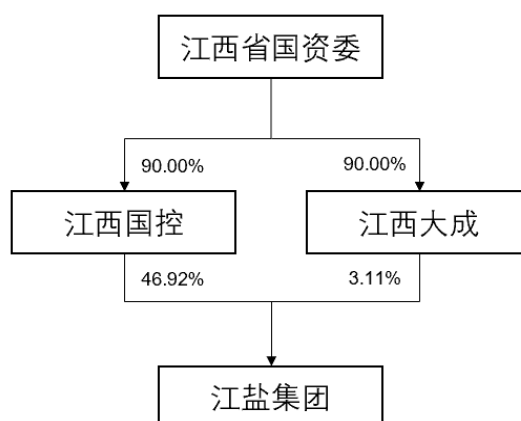 江西省国资委
90.00%
90.00%
江西国控
江西大成
46.92%
3.11%
江盐集团